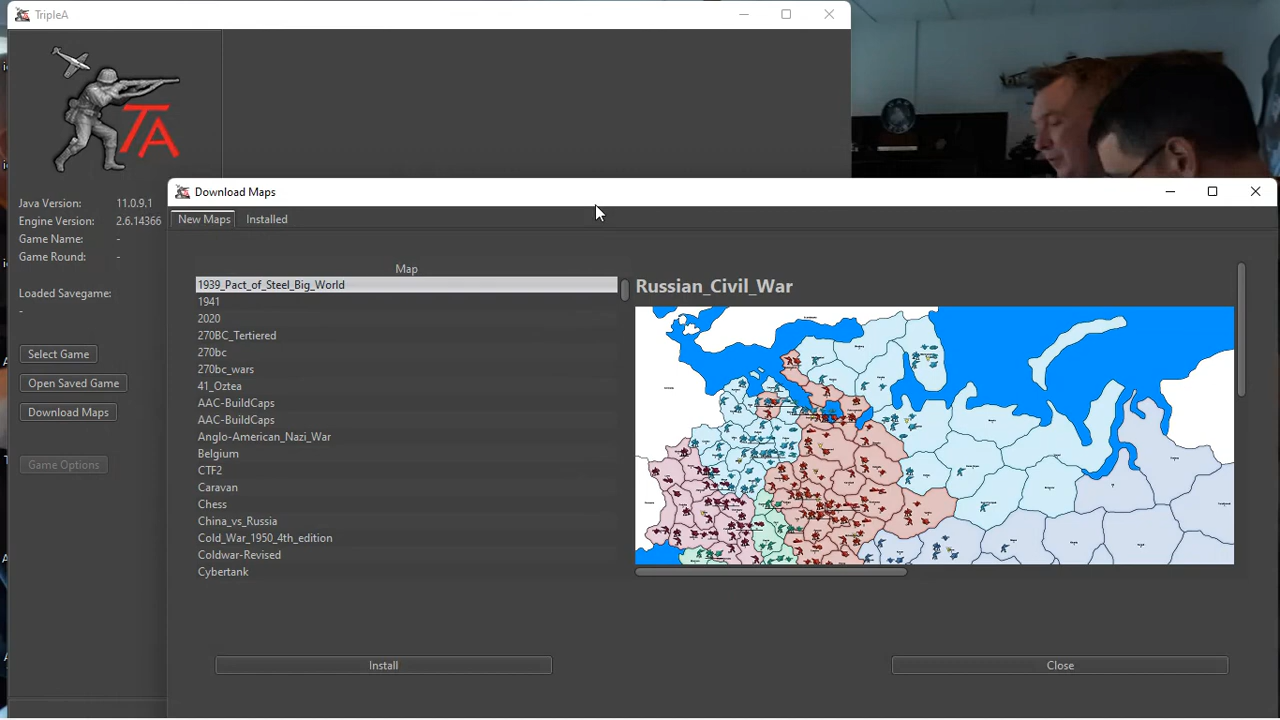 TripleA
TA
Java Version: 11.0.9.1
Engine Version: 2.6.14366
Game Name: -
Game Round: -
Loaded Savegame:
-
Select Game
Open Saved Game
Download Maps
Game Options
Download Maps
New Maps Installed
Map
1939_Pact_of_Steel_Big_World
1941
2020
270BC_Tertiered
270bc
270bc_wars
41_Oztea
AAC-BuildCaps
AAC-BuildCaps
Anglo-American_Nazi_War
Belgium
CTF2
Caravan
Chess
China_vs_Russia
Cold_War_1950_4th_edition
Coldwar-Revised
Cybertank
Russian_Civil_War
Install
Close